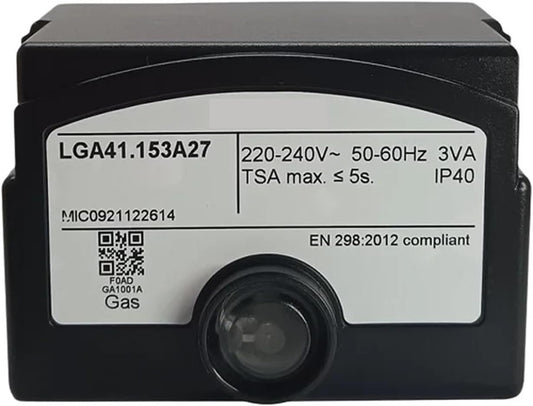 LGA41.153A27
220-240V~ 50-60Hz 3VA
TSA max. ≤ 5s. IP40
MIC0921122614
EN 298:2012 compliant
F0AD
GA1001A
Gas